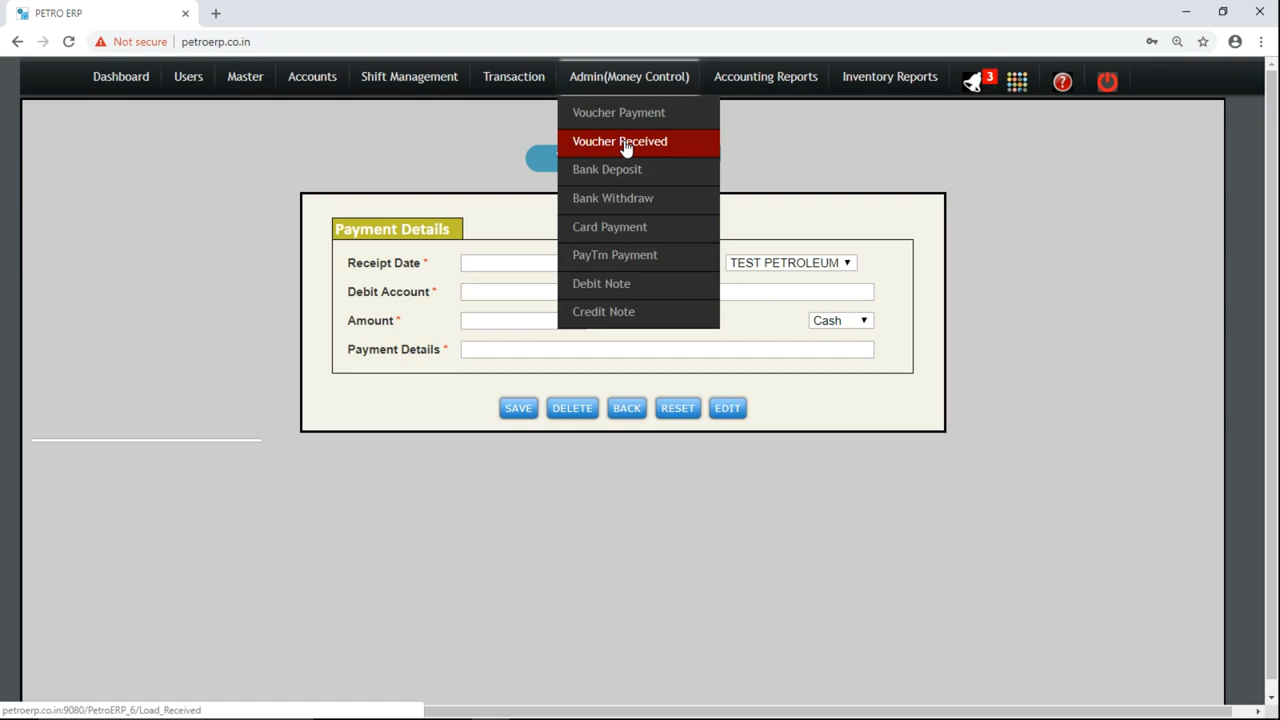 PETRO ERP
Not secure petroerp.co.in
Dashboard Users Master Accounts Shift Management Transaction Admin(Money Control) Accounting Reports Inventory Reports 3
Voucher Payment
Voucher Received
Bank Deposit
Bank Withdraw
Card Payment
PayTm Payment
Debit Note
Credit Note
Payment Details
Receipt Date * TEST PETROLEUM
Debit Account *
Amount * Cash
Payment Details *
SAVE DELETE BACK RESET EDIT
petroerp.co.in:9080/PetroERP_6/Load_Received